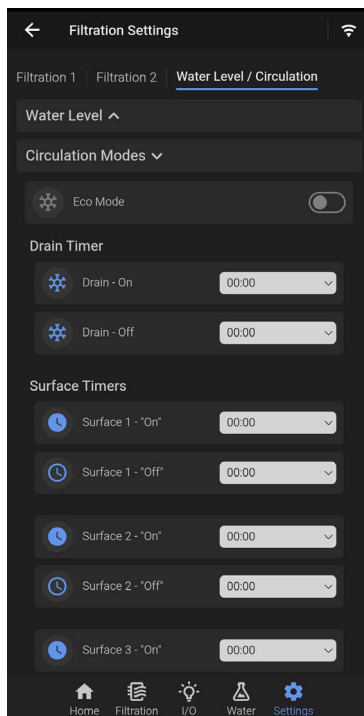 Filtration Settings
Filtration 1 Filtration 2 Water Level / Circulation
Water Level
Circulation Modes
Eco Mode
Drain Timer
Drain - On 00:00
Drain - Off 00:00
Surface Timers
Surface 1 - "On" 00:00
Surface 1 - "Off" 00:00
Surface 2 - "On" 00:00
Surface 2 - "Off" 00:00
Surface 3 - "On" 00:00
Home Filtration I/O Water Settings